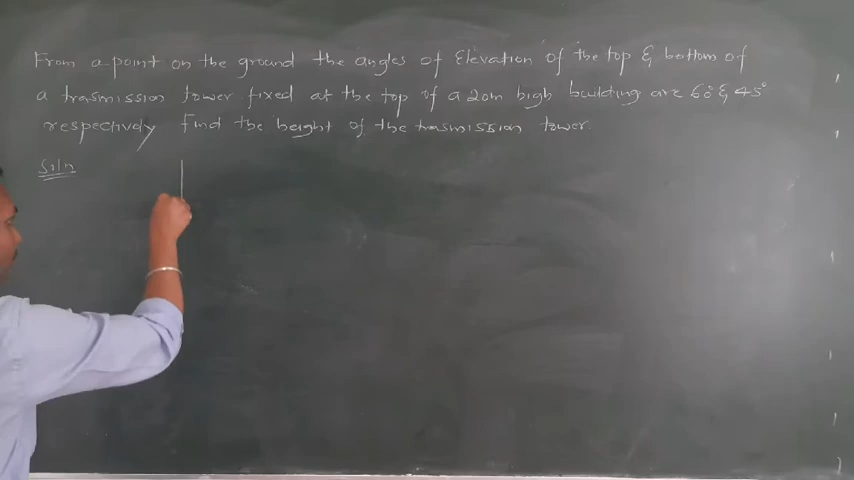 From a point on the ground the angles of Elevation of the top & bottom of
a transmission tower fixed at the top of a 20m high building are 60° & 45°
respectively Find the height of the trasmission tower.
Soln